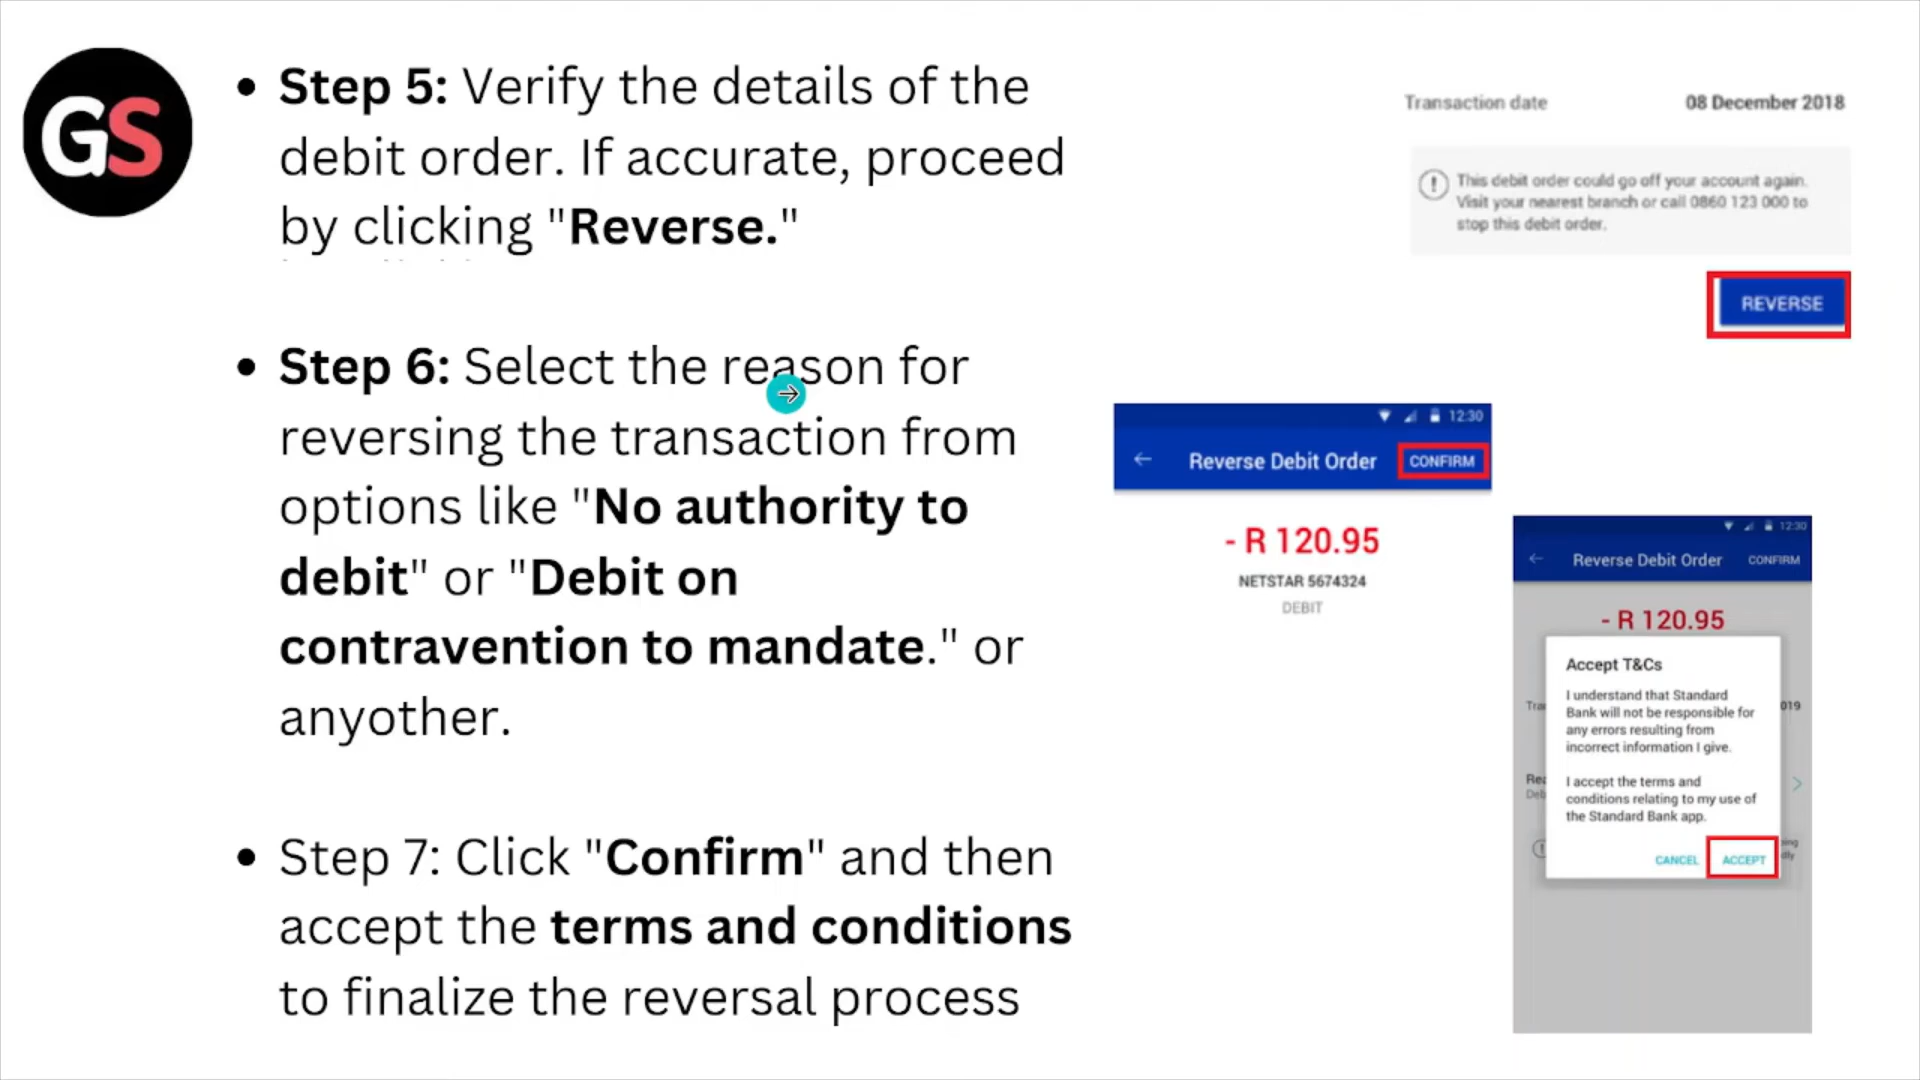 GS
• Step 5: Verify the details of the
debit order. If accurate, proceed
by clicking "Reverse."
• Step 6: Select the reason for
reversing the transaction from
options like "No authority to
debit" or "Debit on
contravention to mandate." or
anyother.
• Step 7: Click "Confirm" and then
accept the terms and conditions
to finalize the reversal process
Transaction date 08 December 2018
This debit order could go off your account again.
Visit your nearest branch or call 0860 123 000 to
stop this debit order.
REVERSE
12:30
Reverse Debit Order CONFIRM
- R 120.95
NETSTAR 5674324
DEBIT
12:30
Reverse Debit Order CONFIRM
- R 120.95
Accept T&Cs
I understand that Standard
Bank will not be responsible for
any errors resulting from
incorrect information I give.
I accept the terms and
conditions relating to my use of
the Standard Bank app.
CANCEL ACCEPT